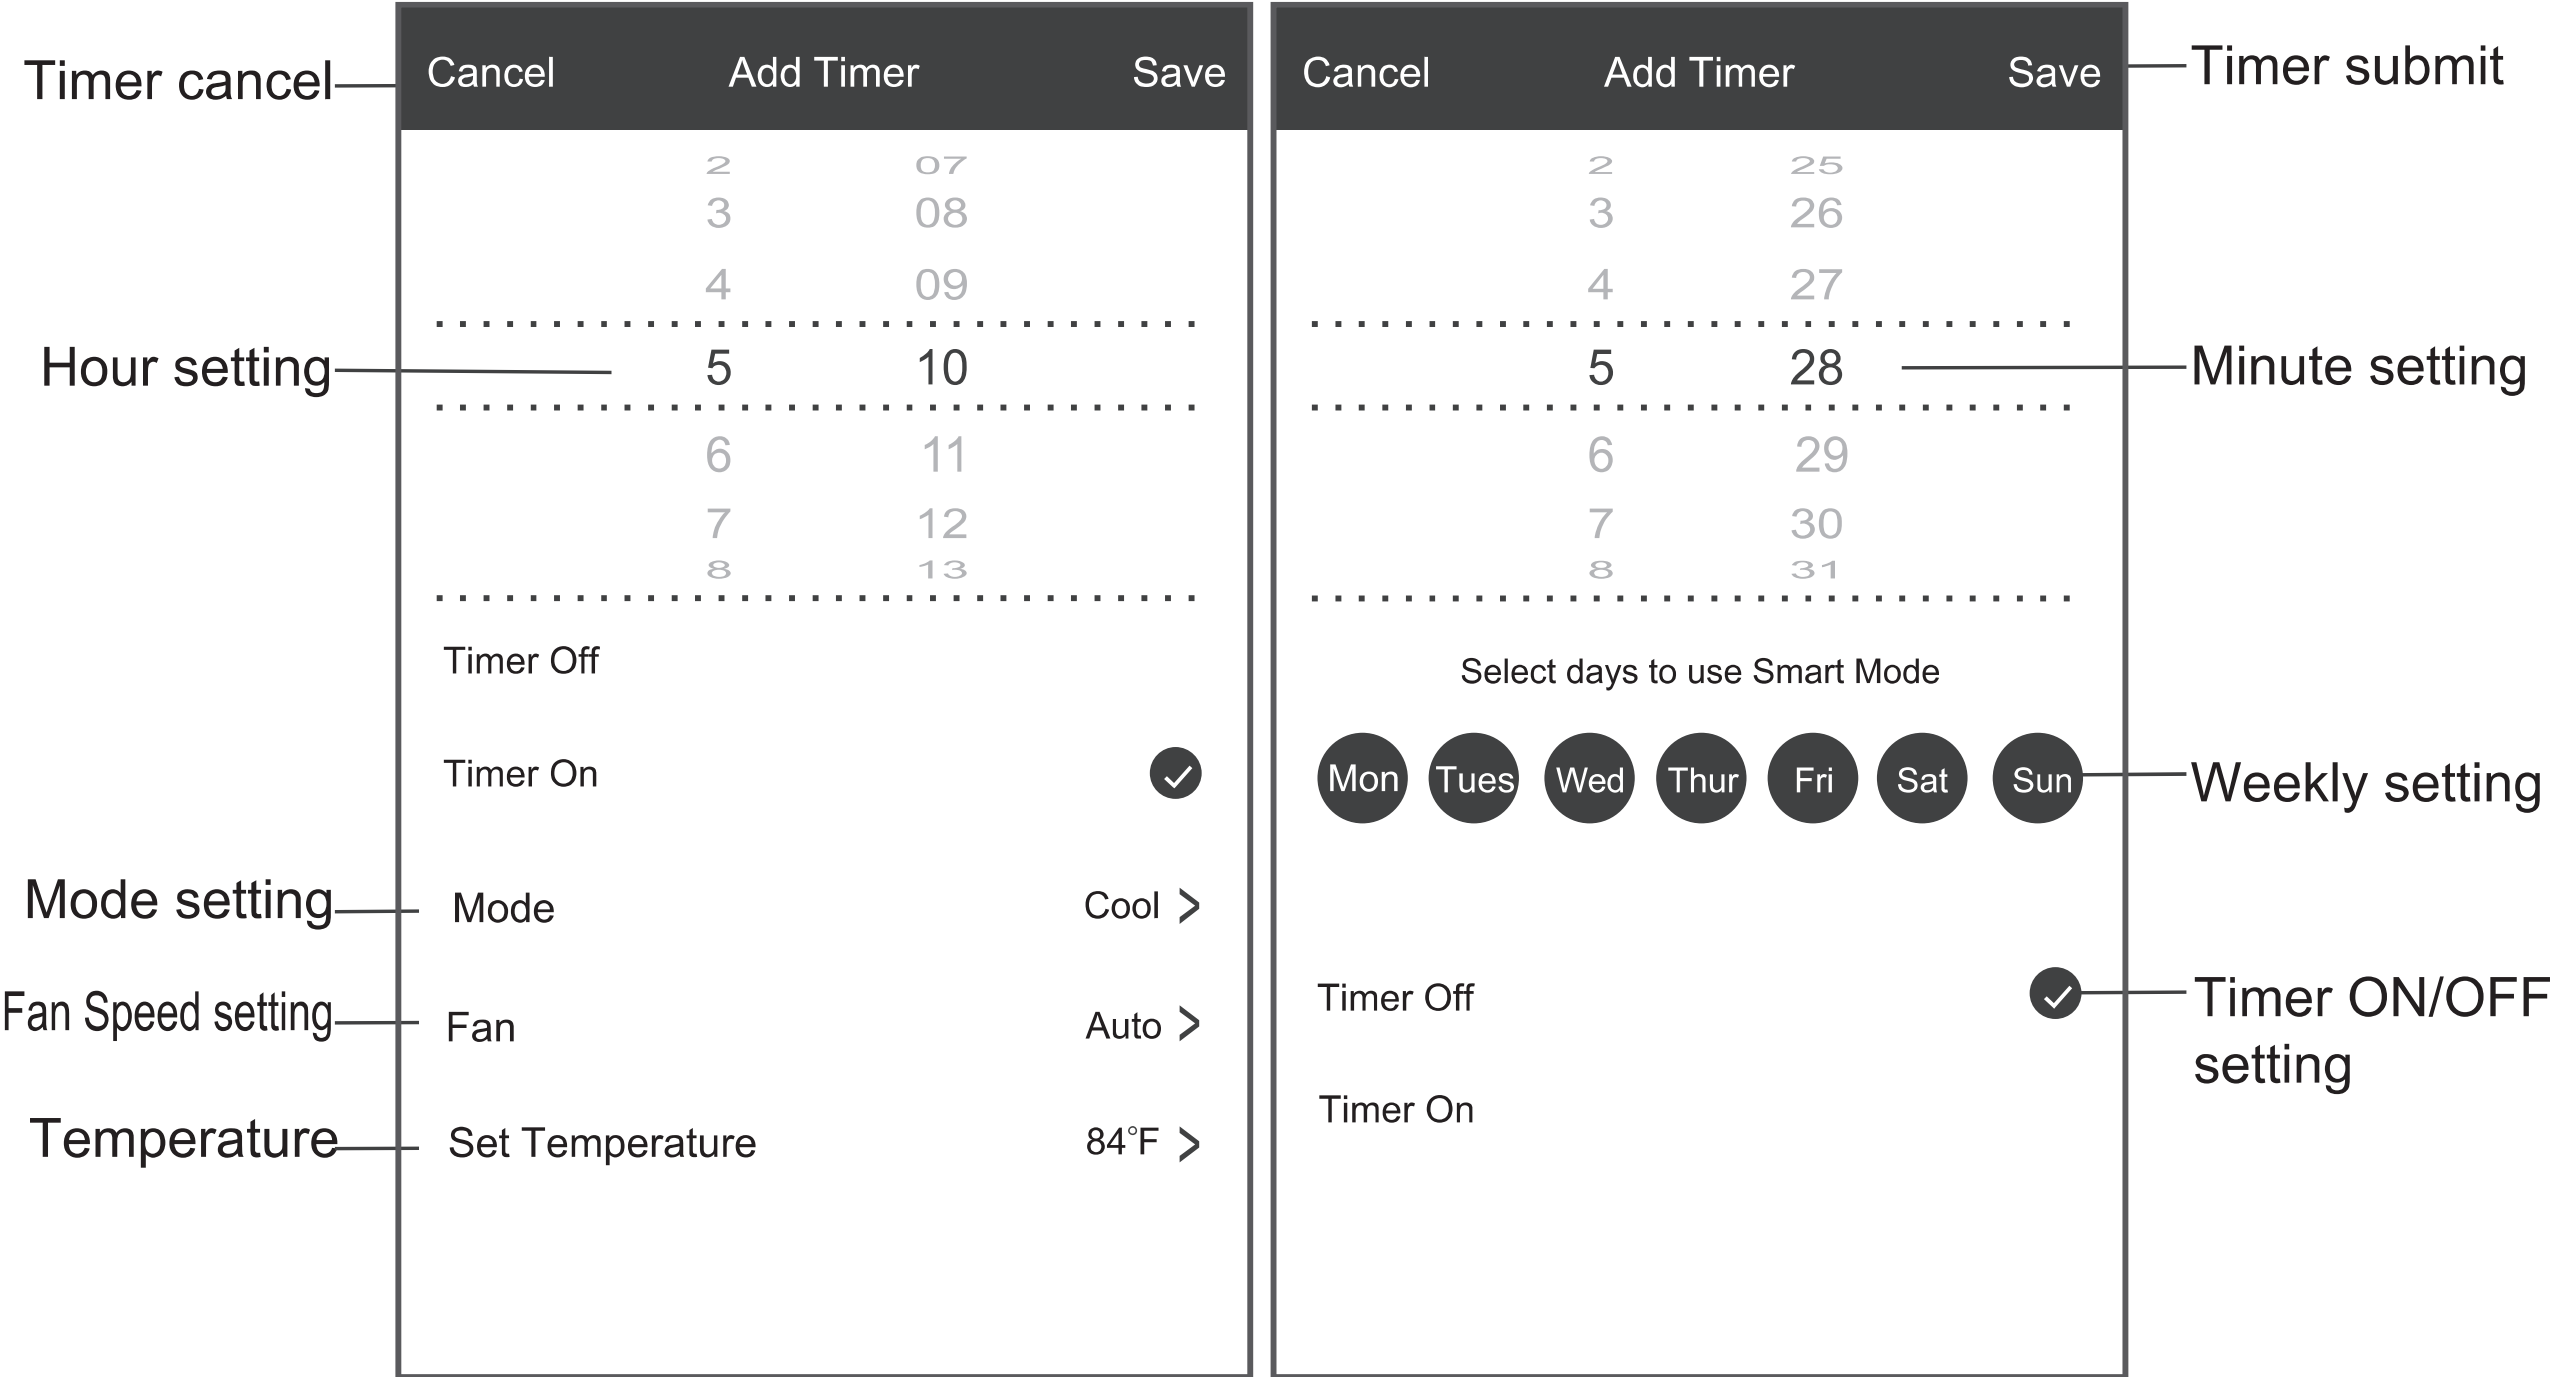 Timer cancel
Cancel Add Timer Save
2 07
3 08
4 09
Hour setting
5 10
6 11
7 12
8 13
Timer Off
Timer On
Mode setting
Mode Cool >
Fan Speed setting
Fan Auto >
Temperature
Set Temperature 84°F >
Cancel Add Timer Save
Timer submit
2 25
3 26
4 27
5 28
Minute setting
6 29
7 30
8 31
Select days to use Smart Mode
Mon Tues Wed Thur Fri Sat Sun
Weekly setting
Timer Off
Timer ON/OFF
setting
Timer On